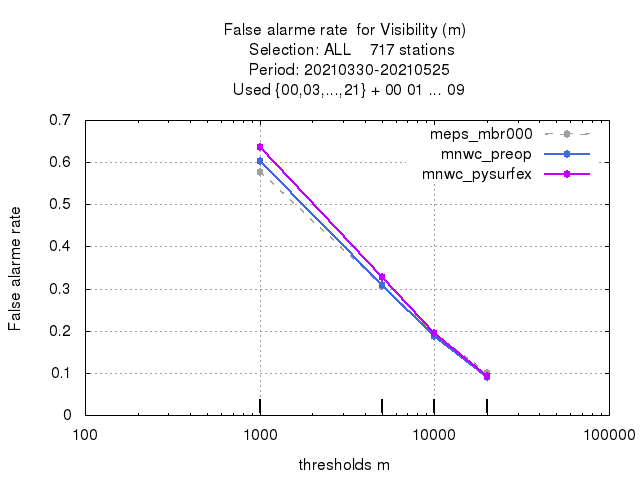 False alarme rate  for Visibility (m)
Selection: ALL    717 stations
Period: 20210330-20210525
Used {00,03,...,21} + 00 01 ... 09
meps_mbr000
mnwc_preop
mnwc_pysurfex
False alarme rate
0.7
0.6
0.5
0.4
0.3
0.2
0.1
0
100
1000
10000
100000
thresholds m